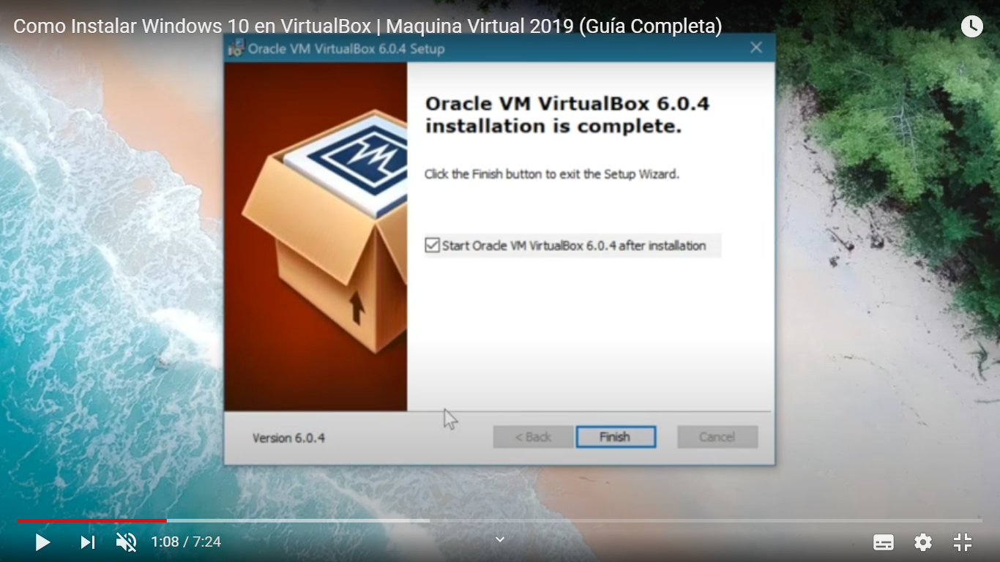 Como Instalar Windows 10 en VirtualBox | Maquina Virtual 2019 (Guía Completa)
Oracle VM VirtualBox 6.0.4 Setup
Oracle VM VirtualBox 6.0.4
installation is complete.
Click the Finish button to exit the Setup Wizard.
Start Oracle VM VirtualBox 6.0.4 after installation
Version 6.0.4
< Back
Finish
Cancel
1:08 / 7:24